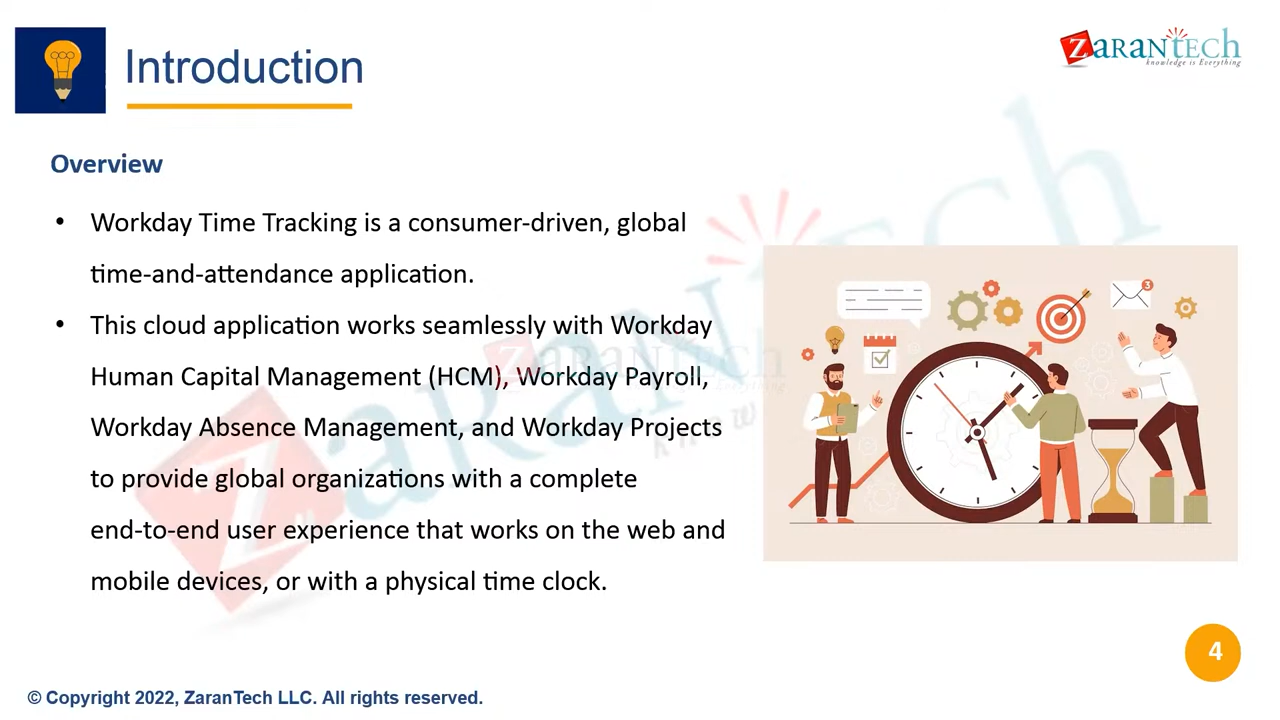 Introduction
ZARANTECH
knowledge is Everything
Overview
• Workday Time Tracking is a consumer-driven, global
time-and-attendance application.
• This cloud application works seamlessly with Workday
Human Capital Management (HCM), Workday Payroll,
Workday Absence Management, and Workday Projects
to provide global organizations with a complete
end-to-end user experience that works on the web and
mobile devices, or with a physical time clock.
3
4
© Copyright 2022, ZaranTech LLC. All rights reserved.